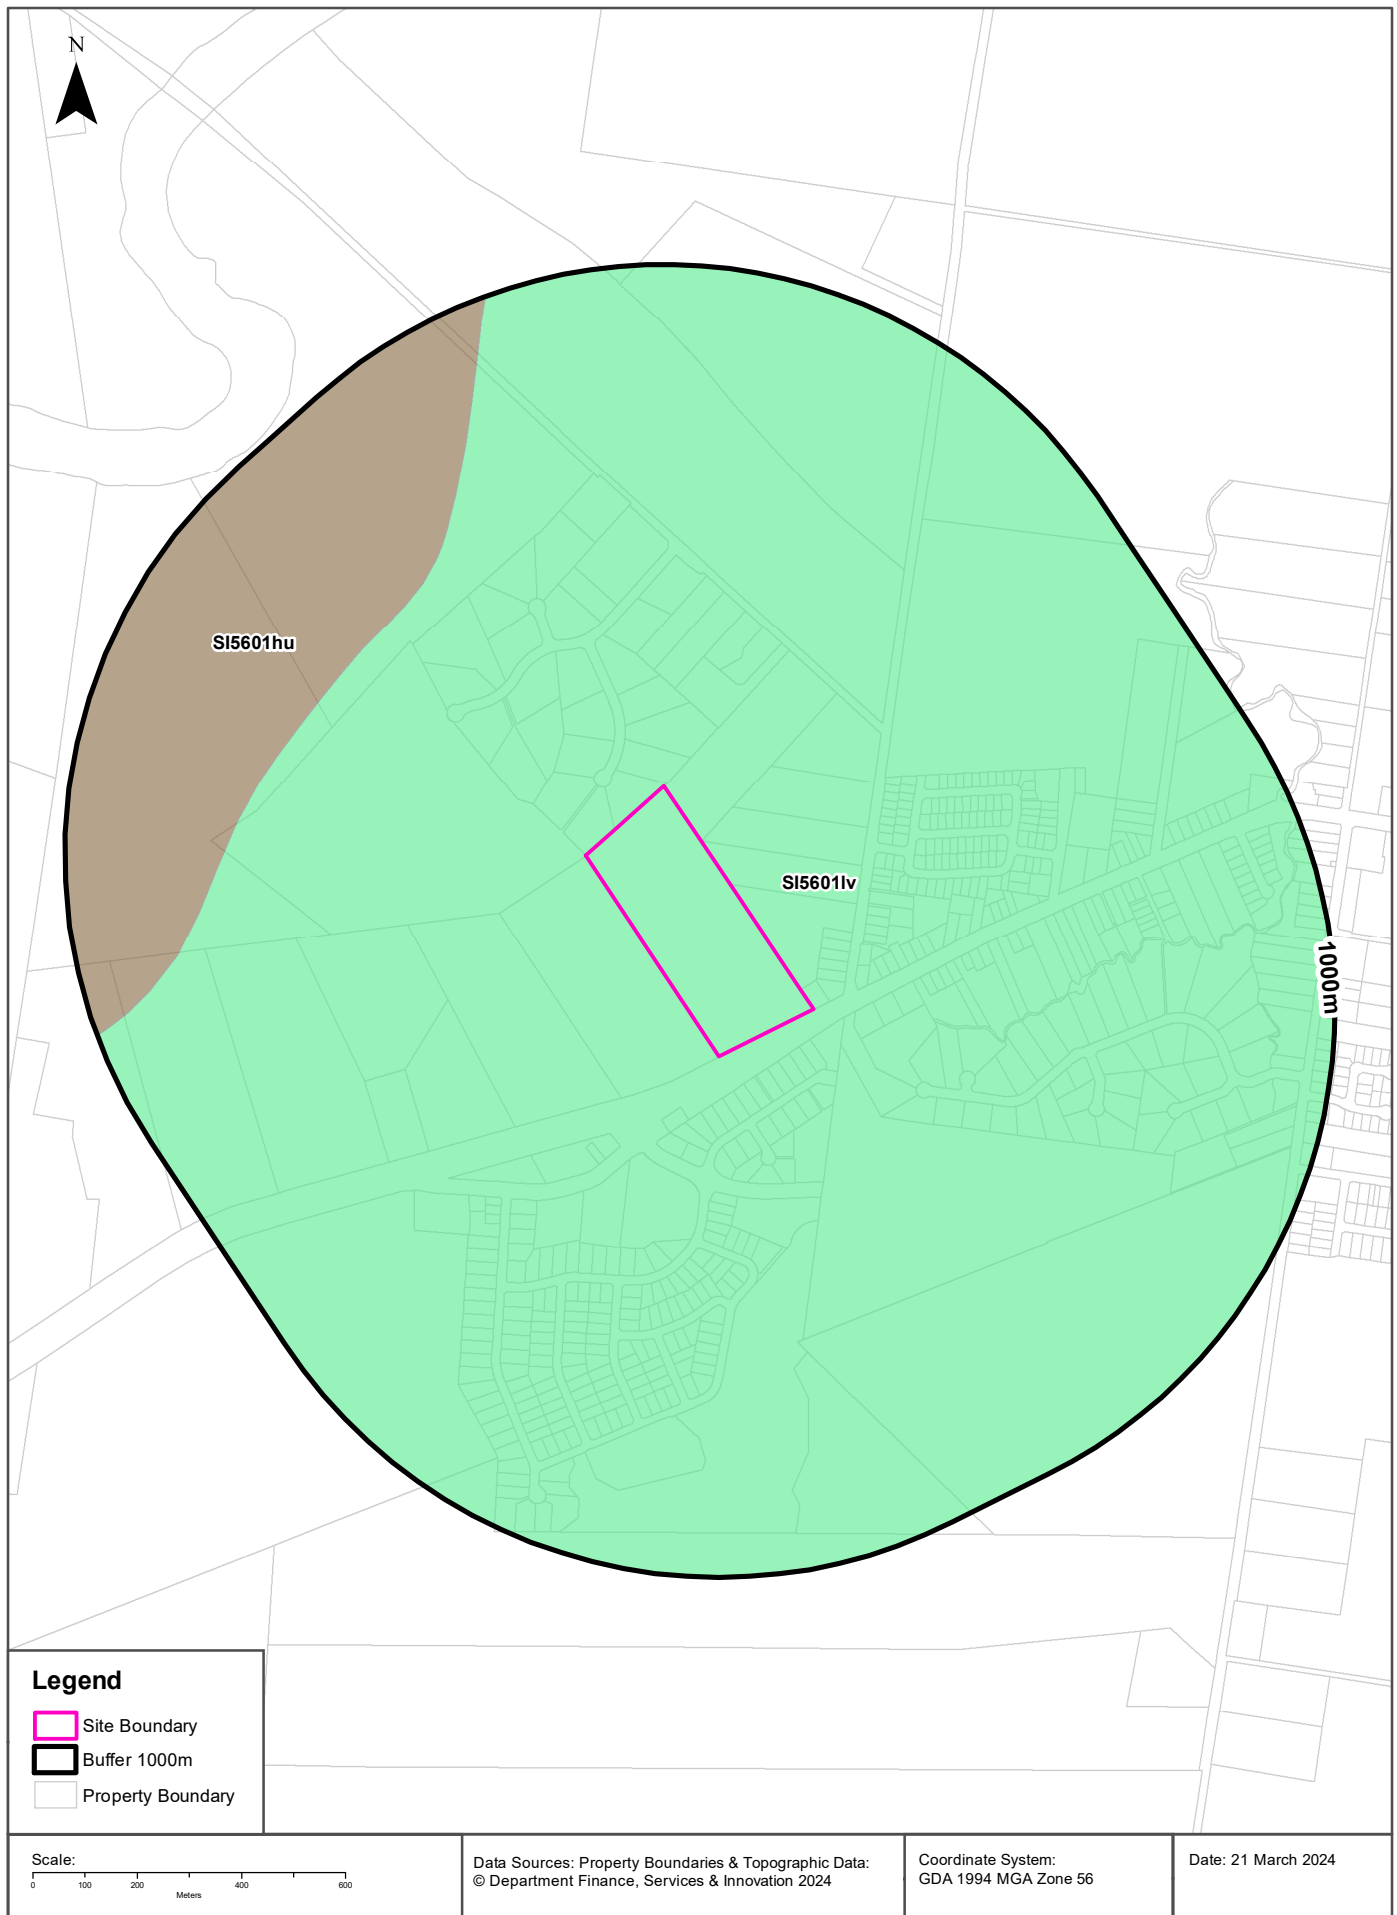 N
SI5601hu
SI5601lv
1000m
Legend
Site Boundary
Buffer 1000m
Property Boundary
Scale:
0 100 200 400 600
Meters
Data Sources: Property Boundaries & Topographic Data:
© Department Finance, Services & Innovation 2024
Coordinate System:
GDA 1994 MGA Zone 56
Date: 21 March 2024